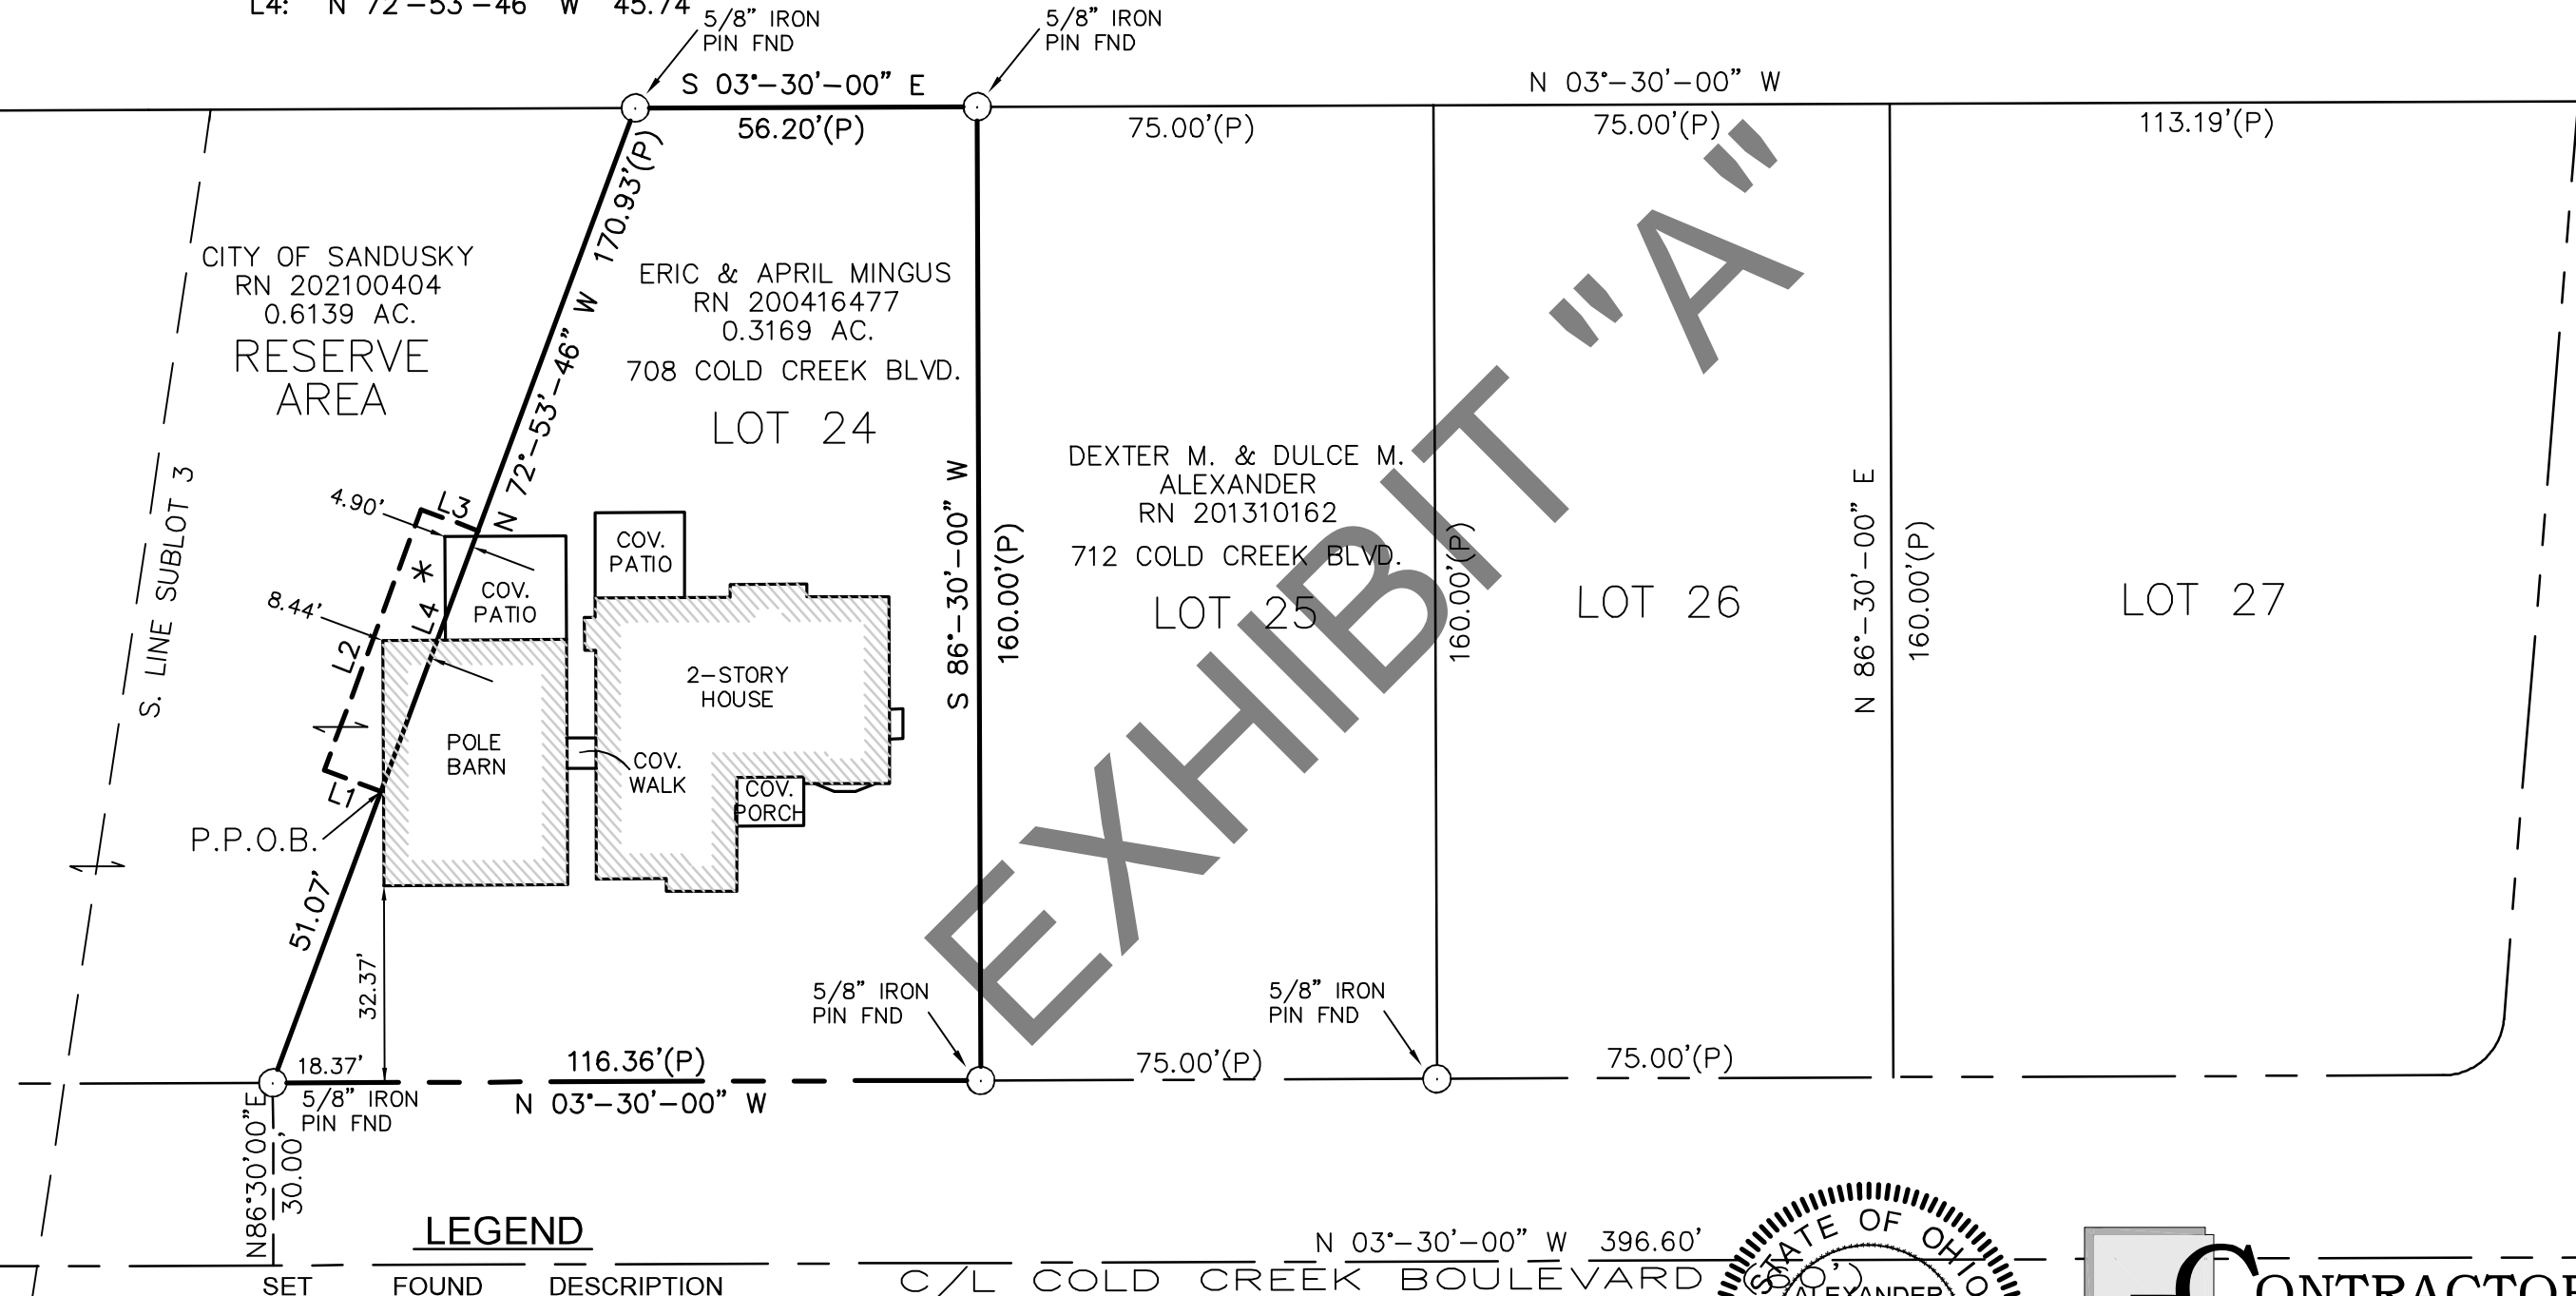 L4: N 72°-53'-46" W 45.74'
5/8" IRON
PIN FND
5/8" IRON
PIN FND
S 03°-30'-00" E
N 03°-30'-00" W
56.20'(P)
75.00'(P)
75.00'(P)
113.19'(P)
N 72°-53'-46" W 170.93'(P)
CITY OF SANDUSKY
RN 202100404
0.6139 AC.
RESERVE
AREA
ERIC & APRIL MINGUS
RN 200416477
0.3169 AC.
708 COLD CREEK BLVD.
LOT 24
S. LINE SUBLOT 3
DEXTER M. & DULCE M.
ALEXANDER
RN 201310162
712 COLD CREEK BLVD.
LOT 25
S 86°-30'-00" W
160.00'(P)
160.00'(P)
LOT 26
N 86°-30'-00" E
160.00'(P)
LOT 27
EXHIBIT "A"
4.90'
L3
*
L4
8.44'
L2
L1
COV.
PATIO
COV.
PATIO
2-STORY
HOUSE
POLE
BARN
COV.
WALK
COV.
PORCH
P.P.O.B.
51.07'
32.37'
5/8" IRON
PIN FND
5/8" IRON
PIN FND
18.37'
116.36'(P)
75.00'(P)
75.00'(P)
5/8" IRON
PIN FND
N 03°-30'-00" W
N86°30'00"E
30.00'
LEGEND
SET FOUND DESCRIPTION
N 03°-30'-00" W 396.60'
C/L COLD CREEK BOULEVARD (60')
STATE OF OHIO
ALEXANDER
CONTRACTOR